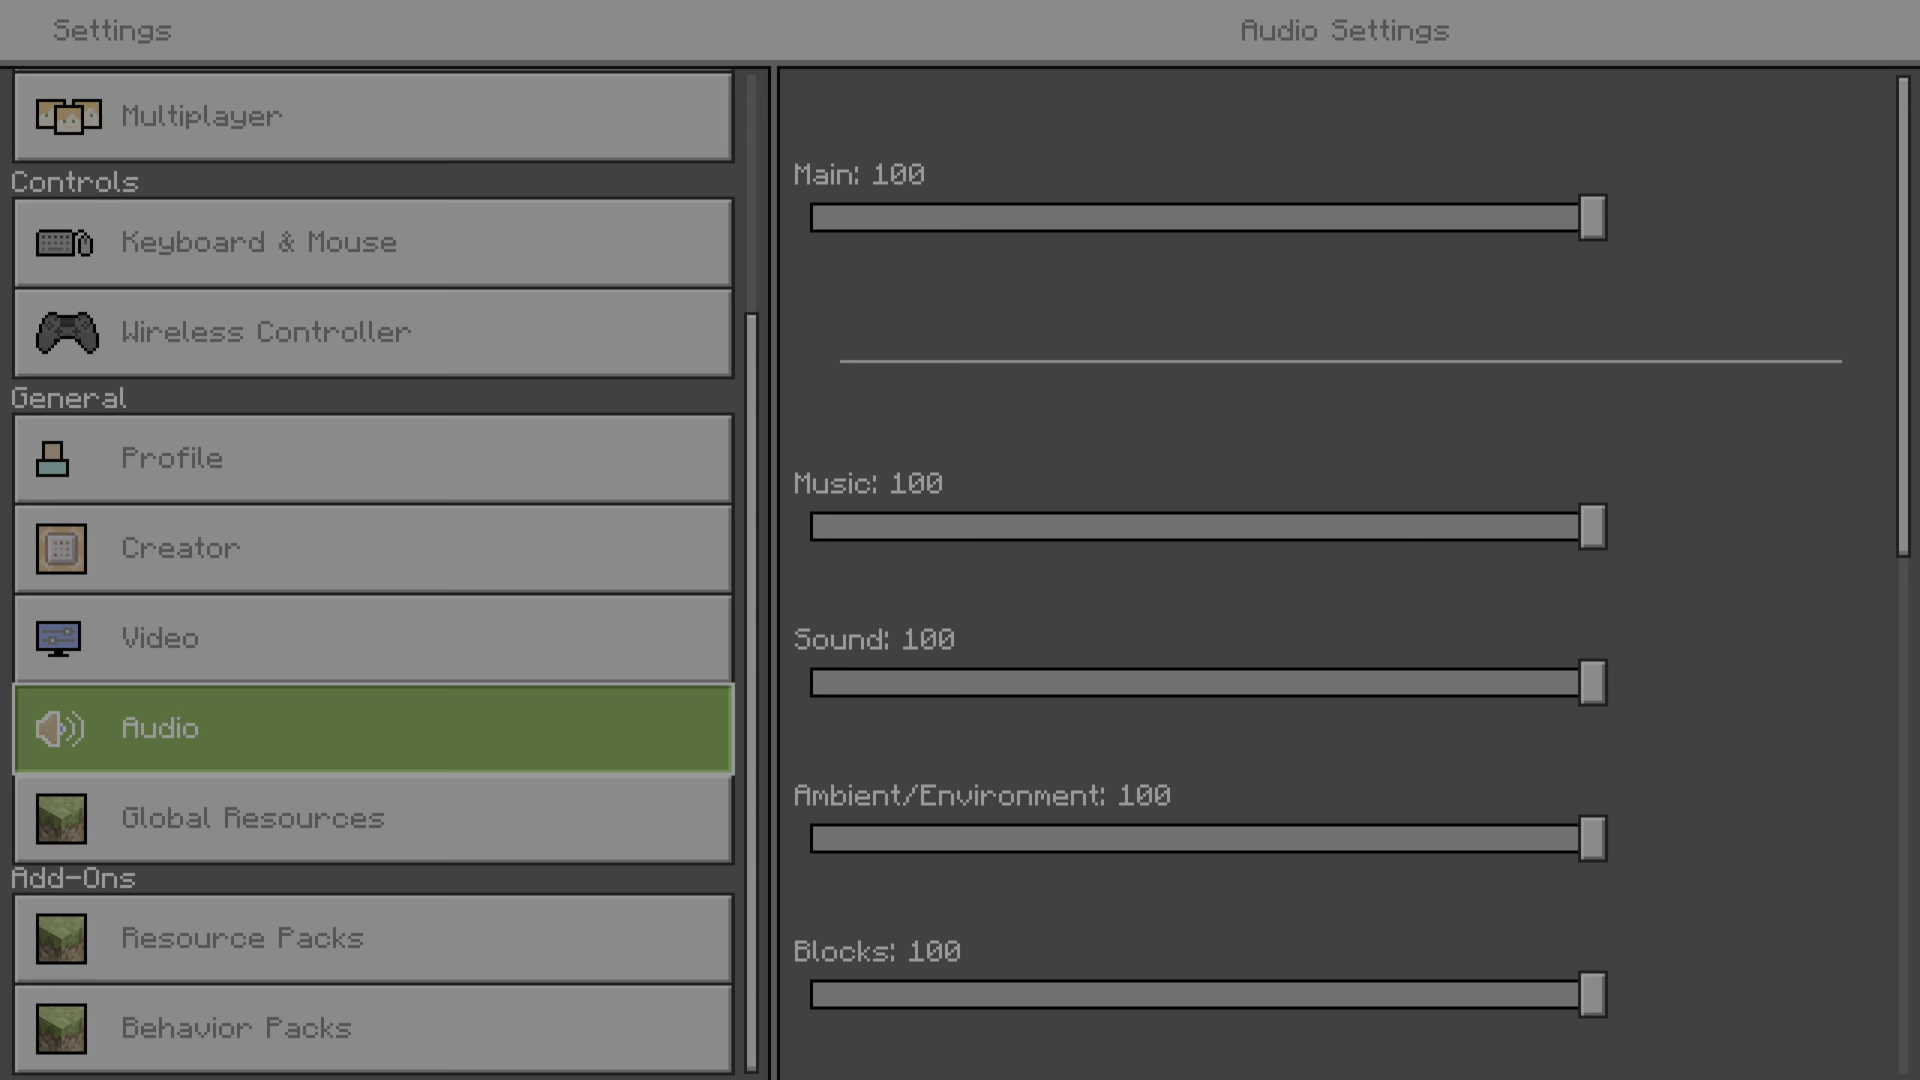 Settings
Audio Settings
Multiplayer
Controls
Keyboard & Mouse
Wireless Controller
General
Profile
Creator
Video
Audio
Global Resources
Add-Ons
Resource Packs
Behavior Packs
Main: 100
Music: 100
Sound: 100
Ambient/Environment: 100
Blocks: 100